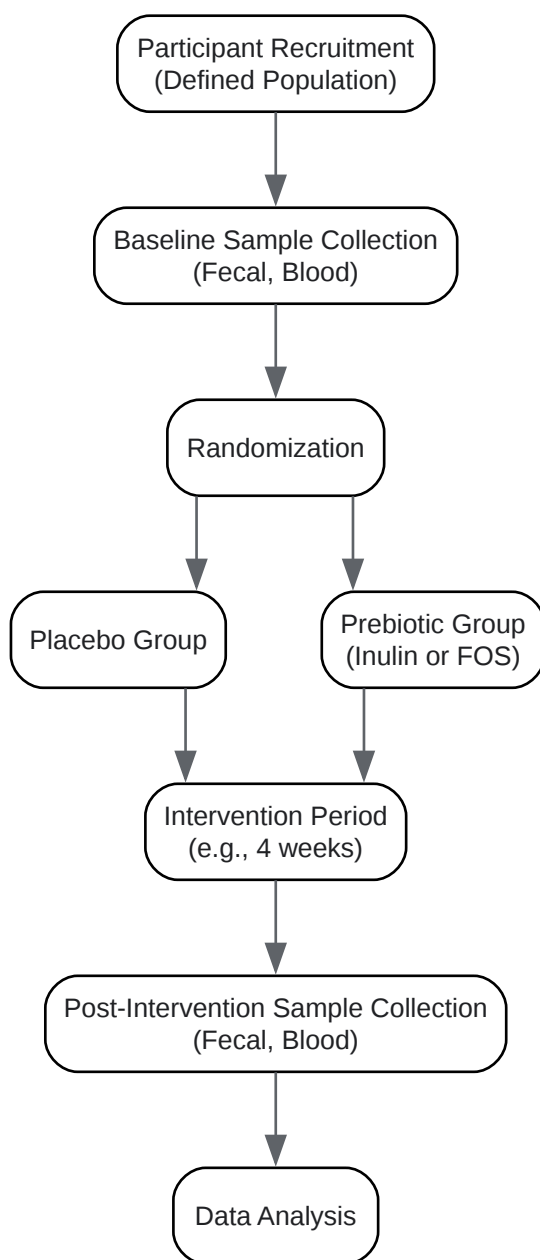 Participant Recruitment
(Defined Population)
Baseline Sample Collection
(Fecal, Blood)
Randomization
Placebo Group
Prebiotic Group
(Inulin or FOS)
Intervention Period
(e.g., 4 weeks)
Post-Intervention Sample Collection
(Fecal, Blood)
Data Analysis